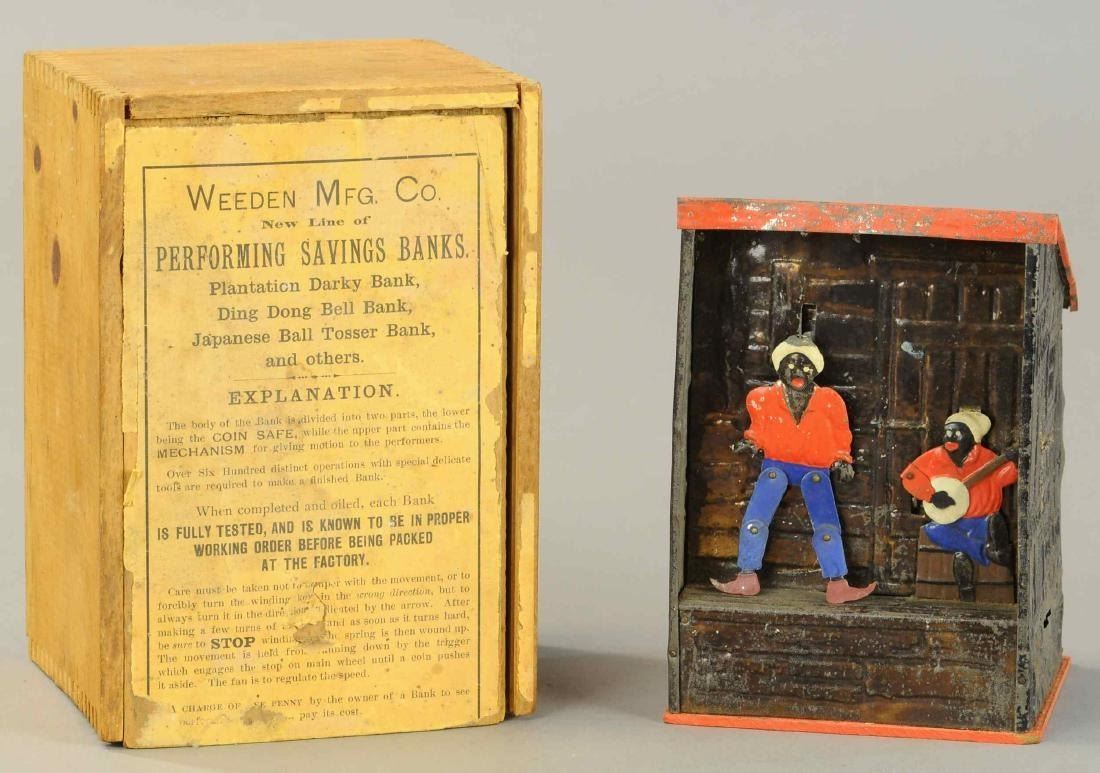 WEEDEN MFG. CO.
New Line of
PERFORMING SAVINGS BANKS.
Plantation Darky Bank,
Ding Dong Bell Bank,
Japanese Ball Tosser Bank,
and others.
EXPLANATION.
The body of the Bank is divided into two parts, the lower
being the COIN SAFE, while the upper part contains the
MECHANISM for giving motion to the performers.
Over Six Hundred distinct operations with special delicate
tools are required to make a finished Bank.
When completed and oiled, each Bank
IS FULLY TESTED, AND IS KNOWN TO BE IN PROPER
WORKING ORDER BEFORE BEING PACKED
AT THE FACTORY.
Care must be taken not to tamper with the movement, or to
forcibly turn the winding key in the wrong direction, but to
always turn it in the indicated by the arrow. After
making a few turns of and as soon as it turns hard,
be sure to STOP spring is then wound up.
The movement is held from running down by the trigger
which engages the stop on main wheel until a coin pushes
it aside. The fan is to regulate the speed.
A CHARGE OF PENNY by the owner of a Bank to see
pay its cost.